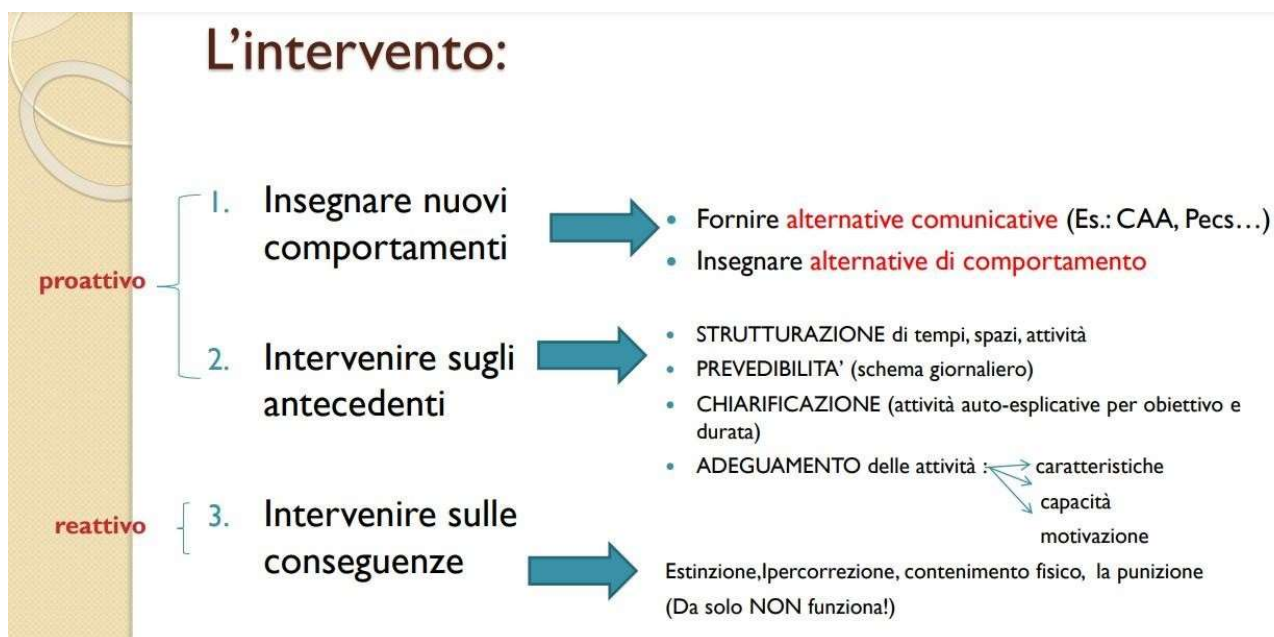 L'intervento:
proattivo
1. Insegnare nuovi
comportamenti
• Fornire alternative comunicative (Es.: CAA, Pecs…)
• Insegnare alternative di comportamento
2. Intervenire sugli
antecedenti
• STRUTTURAZIONE di tempi, spazi, attività
• PREVEDIBILITA' (schema giornaliero)
• CHIARIFICAZIONE (attività auto-esplicative per obiettivo e
durata)
• ADEGUAMENTO delle attività :
caratteristiche
capacità
motivazione
reattivo
3. Intervenire sulle
conseguenze
Estinzione,Ipercorrezione, contenimento fisico, la punizione
(Da solo NON funziona!)